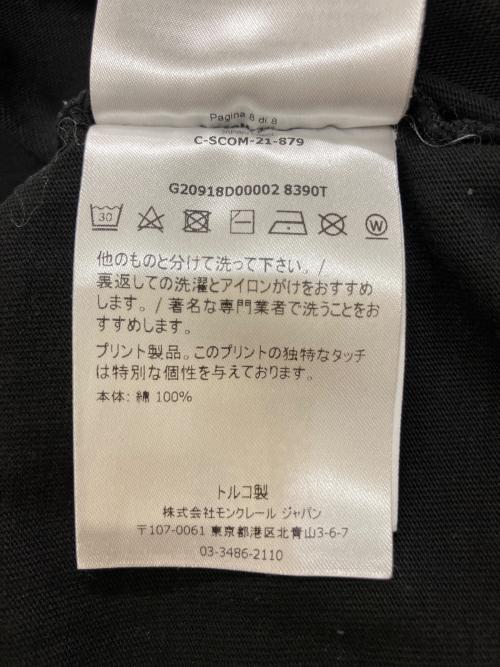 Pagina 8 di 8
C-SCOM-21-879
G20918D00002 8390T
30
W
他のものと分けて洗って下さい。/
裏返しての洗濯とアイロンがけをおすすめ
します。/ 著名な専門業者で洗うことをお
すすめします。
プリント製品。このプリントの独特なタッチ
は特別な個性を与えております。
本体: 綿 100%
トルコ製
株式会社モンクレール ジャパン
〒107-0061 東京都港区北青山3-6-7
03-3486-2110